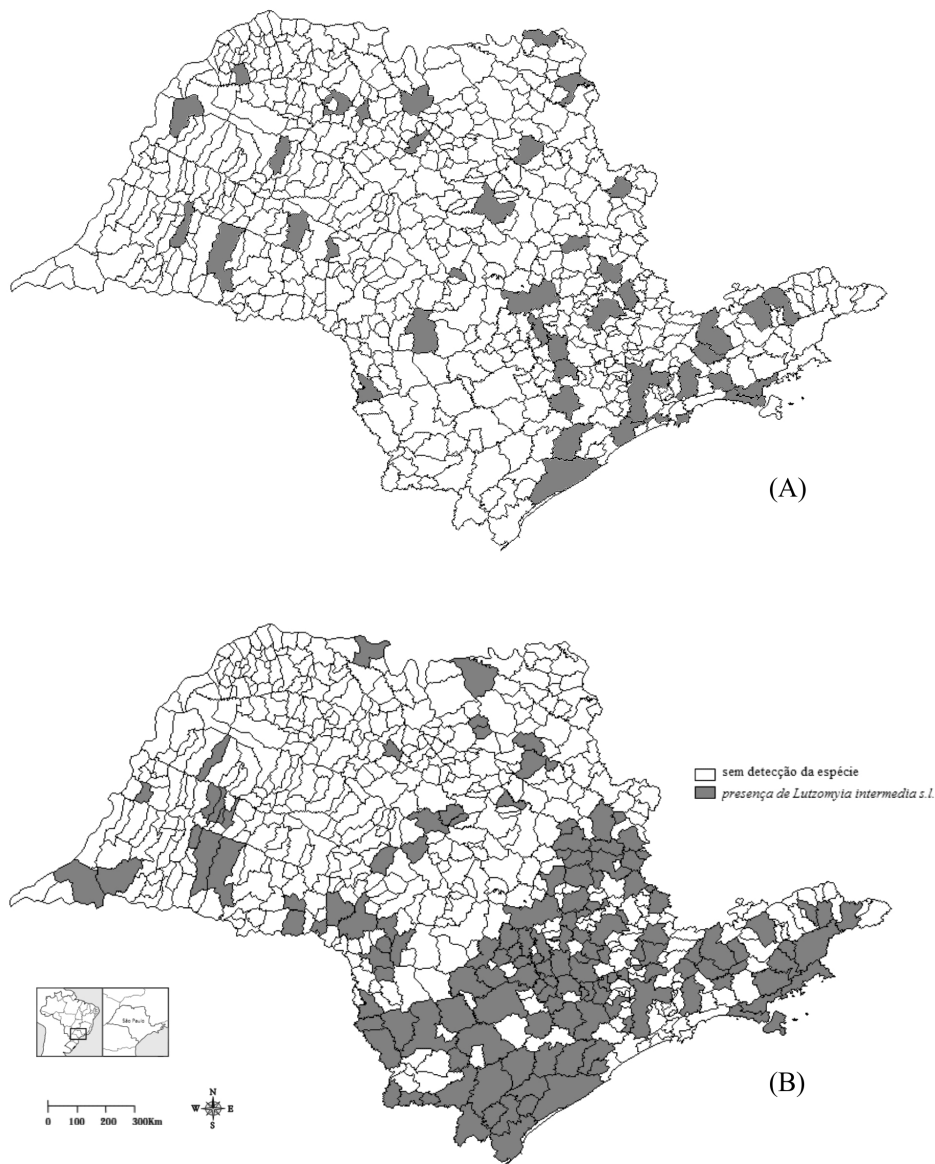 (A)
sem detecção da espécie
presença de Lutzomyia intermedia s.l.
São Paulo
(B)
N
W E
S
0 100 200 300Km